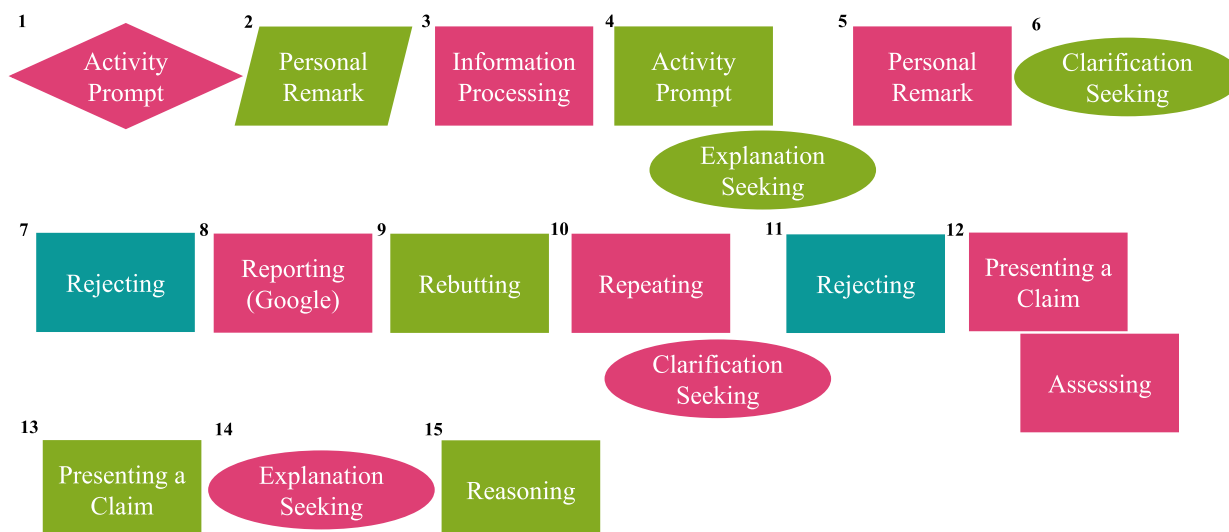 1
Activity
Prompt
2
Personal
Remark
3
Information
Processing
4
Activity
Prompt
Explanation
Seeking
5
Personal
Remark
6
Clarification
Seeking
7
Rejecting
8
Reporting
(Google)
9
Rebutting
10
Repeating
Clarification
Seeking
11
Rejecting
12
Presenting a
Claim
Assessing
13
Presenting a
Claim
14
Explanation
Seeking
15
Reasoning